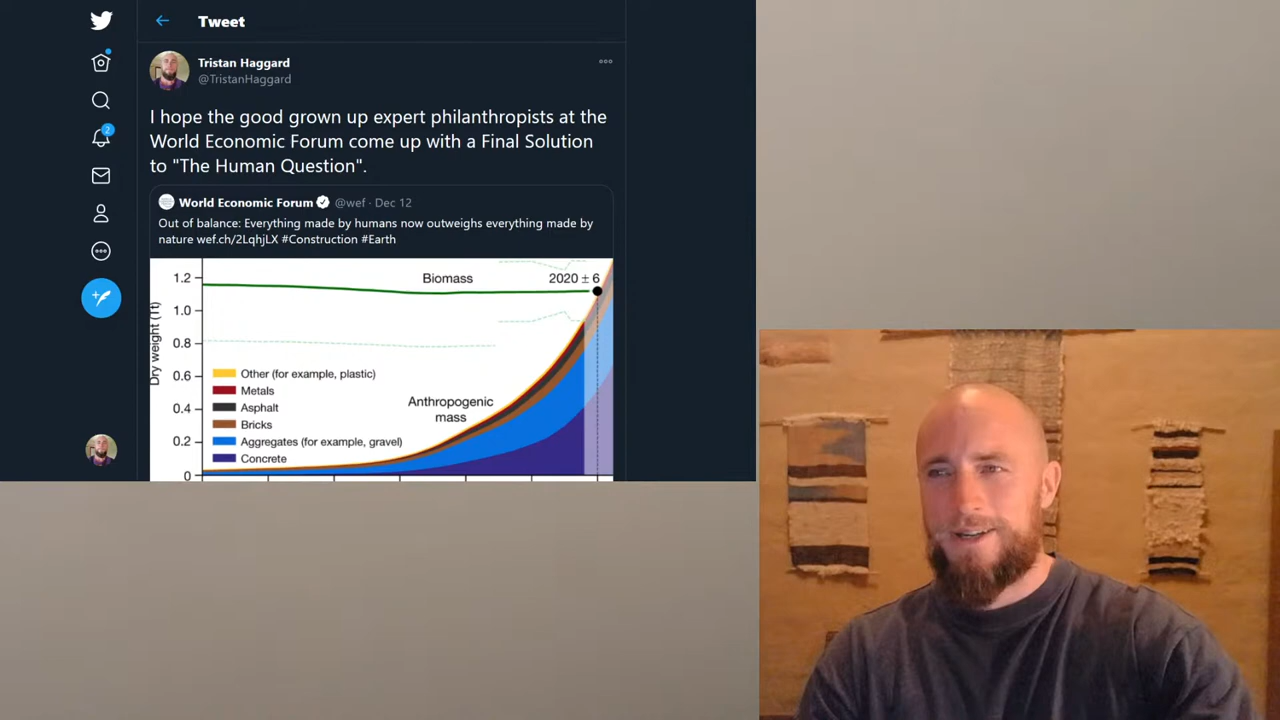 Tweet
Tristan Haggard
@TristanHaggard
I hope the good grown up expert philanthropists at the
World Economic Forum come up with a Final Solution
to "The Human Question".
World Economic Forum @wef · Dec 12
Out of balance: Everything made by humans now outweighs everything made by
nature wef.ch/2LqhjLX #Construction #Earth
1.2
Biomass
2020 ± 6
1.0
Dry weight (Tt)
0.8
0.6
Other (for example, plastic)
Metals
0.4
Asphalt
Anthropogenic
mass
Bricks
0.2
Aggregates (for example, gravel)
Concrete
0
2